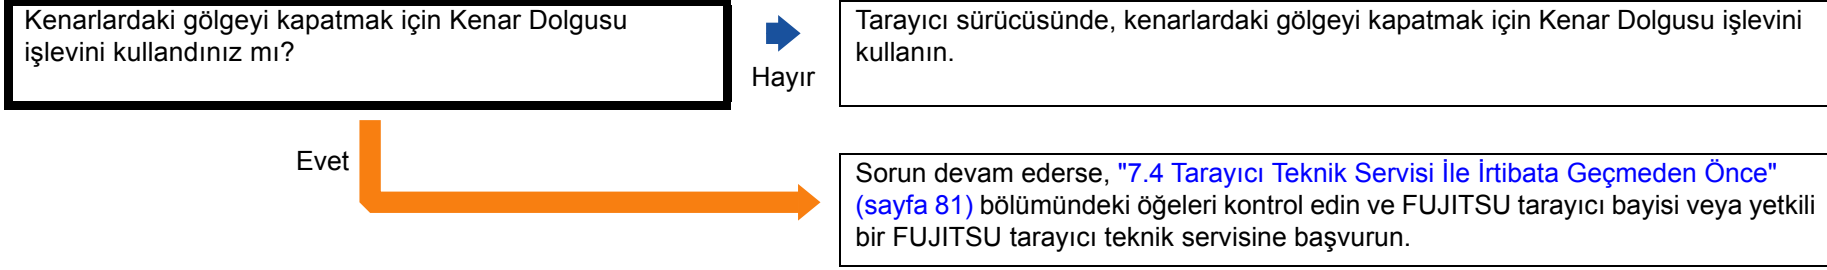 Kenarlardaki gölgeyi kapatmak için Kenar Dolgusu
işlevini kullandınız mı?
Hayır
Tarayıcı sürücüsünde, kenarlardaki gölgeyi kapatmak için Kenar Dolgusu işlevini
kullanın.
Evet
Sorun devam ederse, "7.4 Tarayıcı Teknik Servisi İle İrtibata Geçmeden Önce"
(sayfa 81) bölümündeki öğeleri kontrol edin ve FUJITSU tarayıcı bayisi veya yetkili
bir FUJITSU tarayıcı teknik servisine başvurun.